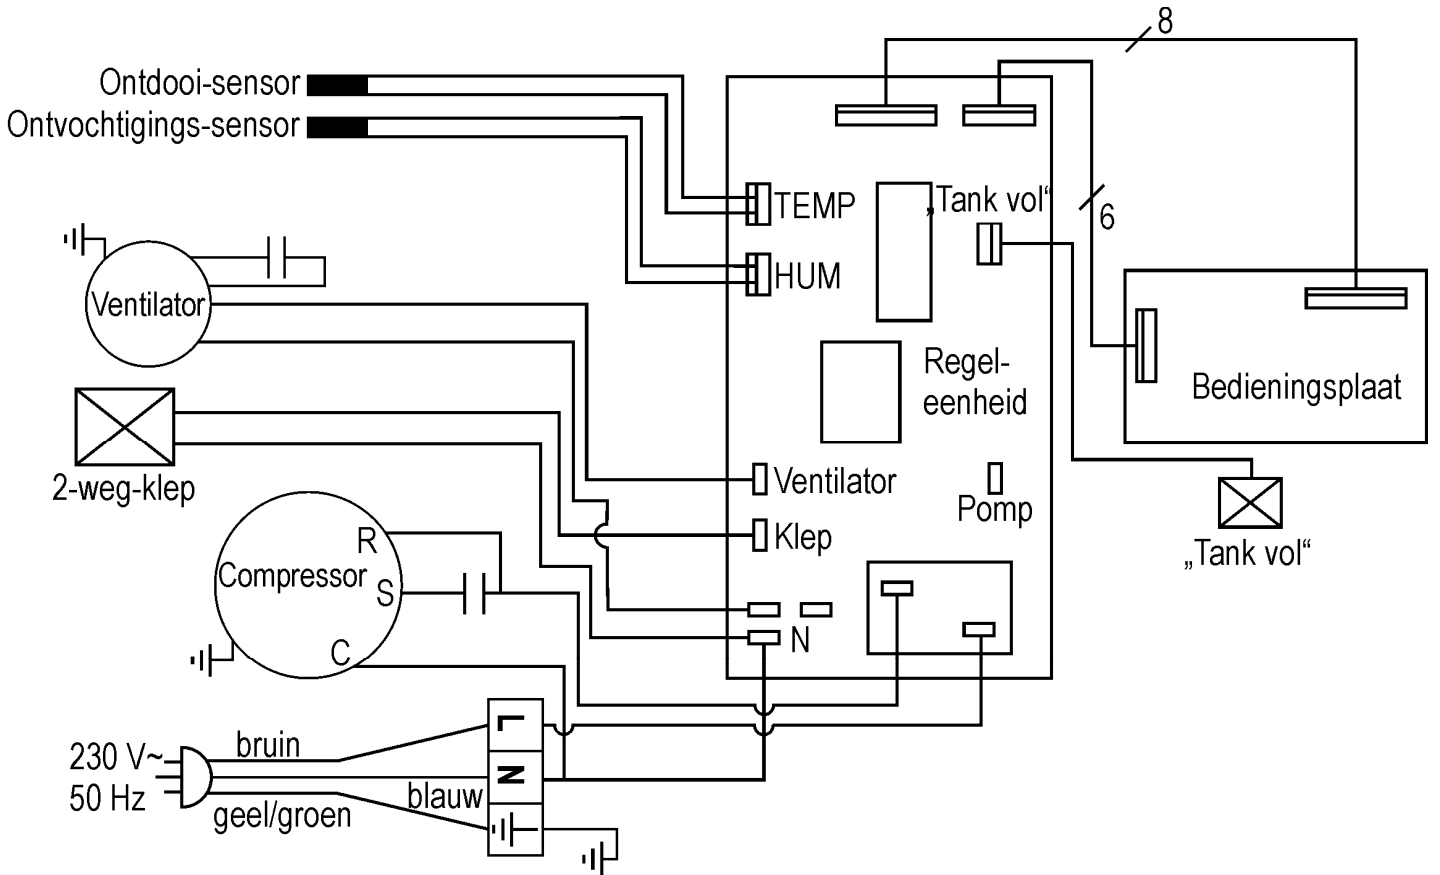 8
Ontdooi-sensor
Ontvochtigings-sensor
TEMP
„Tank vol“
6
HUM
Ventilator
Regel-
eenheid
Bedieningsplaat
2-weg-klep
Ventilator
Pomp
Klep
„Tank vol“
R
Compressor
S
C
N
L
230 V~
bruin
N
50 Hz
blauw
geel/groen